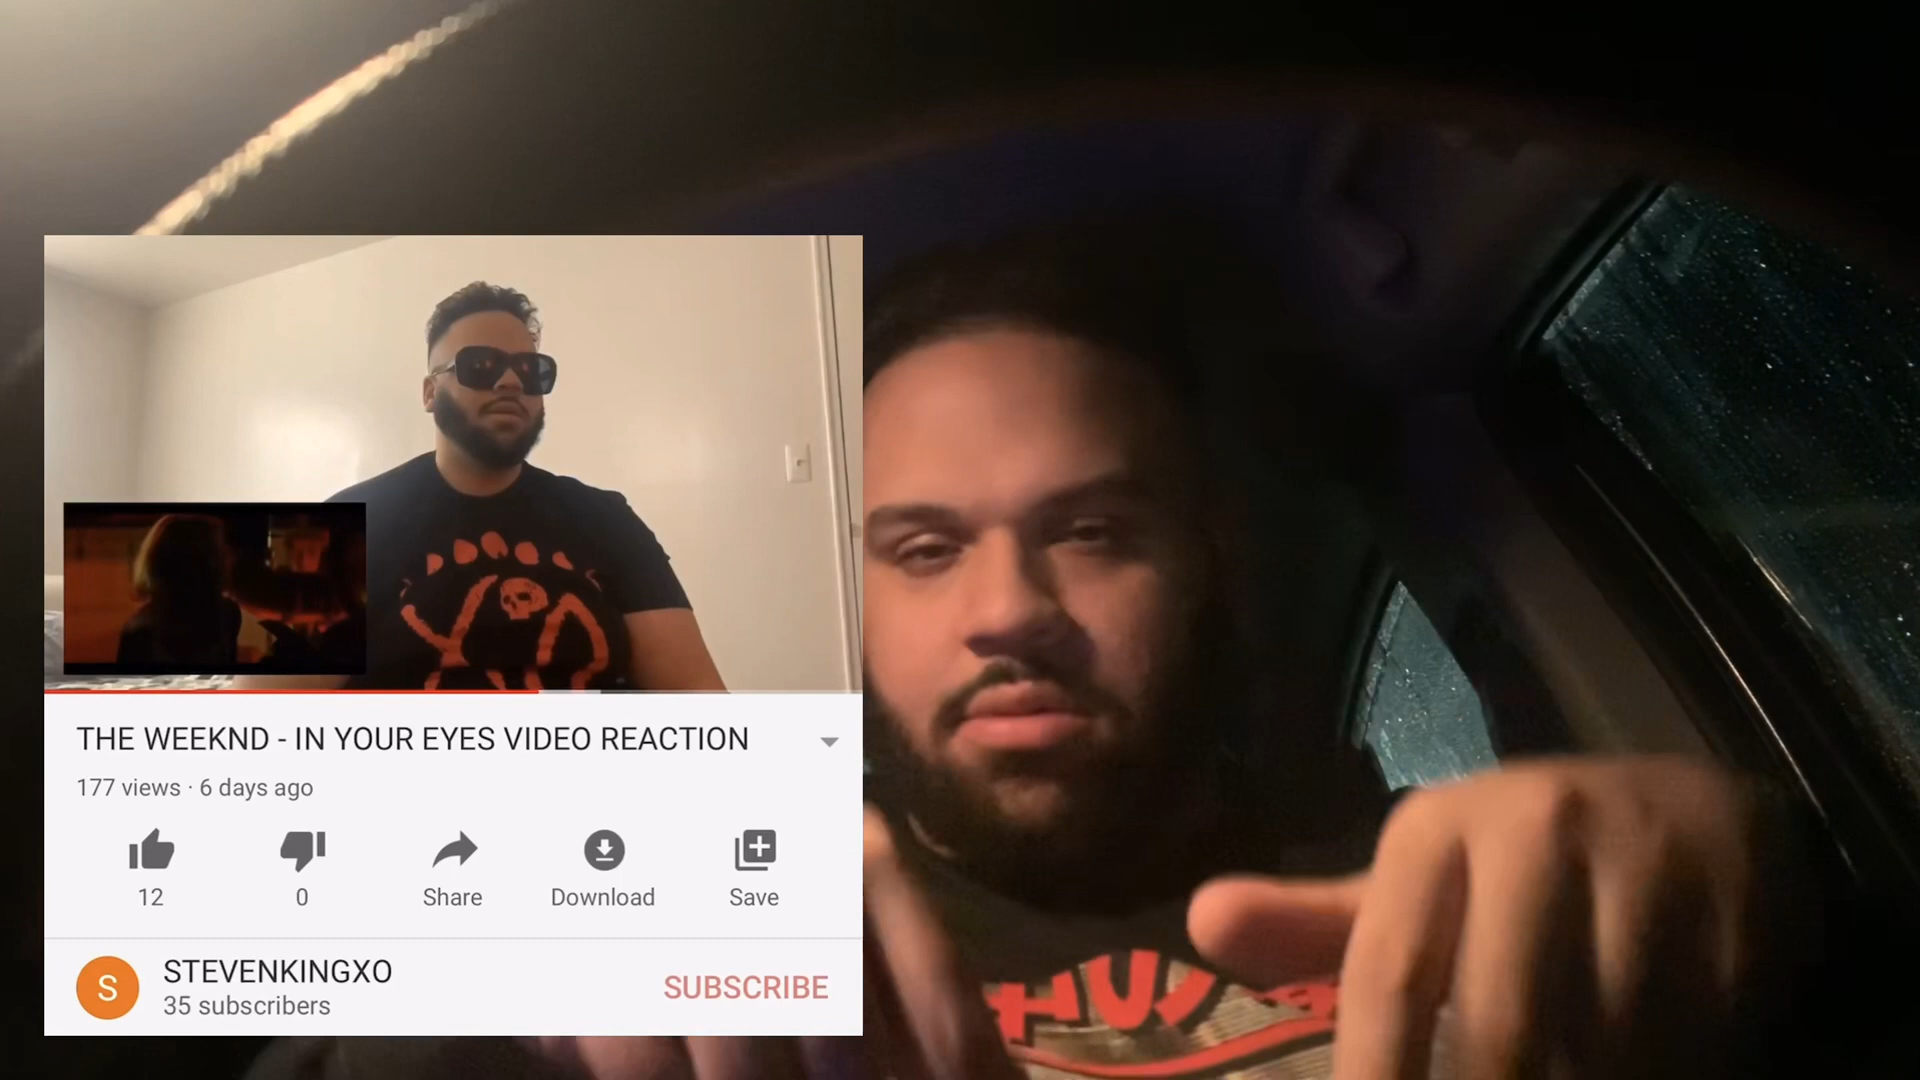 THE WEEKND - IN YOUR EYES VIDEO REACTION
177 views · 6 days ago
12
0
Share
Download
Save
S
STEVENKINGXO
35 subscribers
SUBSCRIBE
XO